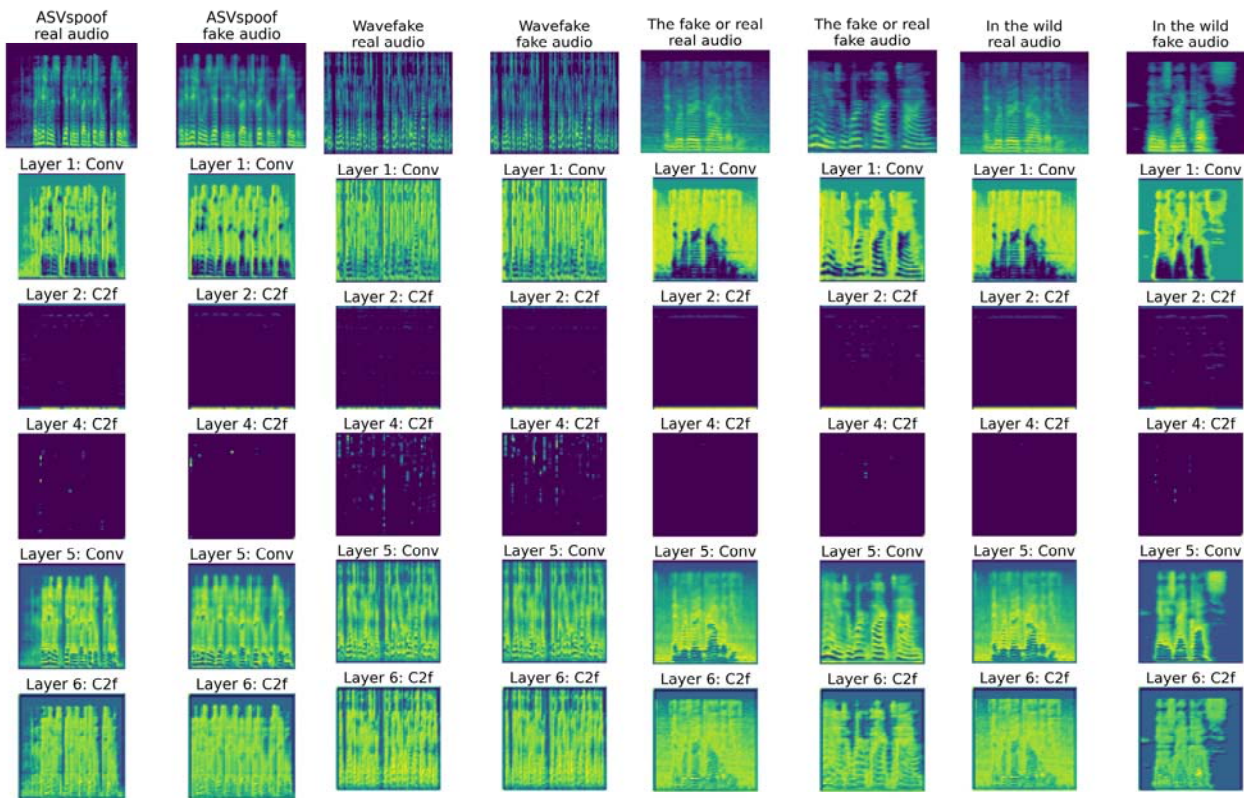 ASVspoof
real audio
ASVspoof
fake audio
Wavefake
real audio
Wavefake
fake audio
The fake or real
real audio
The fake or real
fake audio
In the wild
real audio
In the wild
fake audio
Layer 1: Conv
Layer 1: Conv
Layer 1: Conv
Layer 1: Conv
Layer 1: Conv
Layer 1: Conv
Layer 1: Conv
Layer 1: Conv
Layer 2: C2f
Layer 2: C2f
Layer 2: C2f
Layer 2: C2f
Layer 2: C2f
Layer 2: C2f
Layer 2: C2f
Layer 2: C2f
Layer 4: C2f
Layer 4: C2f
Layer 4: C2f
Layer 4: C2f
Layer 4: C2f
Layer 4: C2f
Layer 4: C2f
Layer 4: C2f
Layer 5: Conv
Layer 5: Conv
Layer 5: Conv
Layer 5: Conv
Layer 5: Conv
Layer 5: Conv
Layer 5: Conv
Layer 5: Conv
Layer 6: C2f
Layer 6: C2f
Layer 6: C2f
Layer 6: C2f
Layer 6: C2f
Layer 6: C2f
Layer 6: C2f
Layer 6: C2f